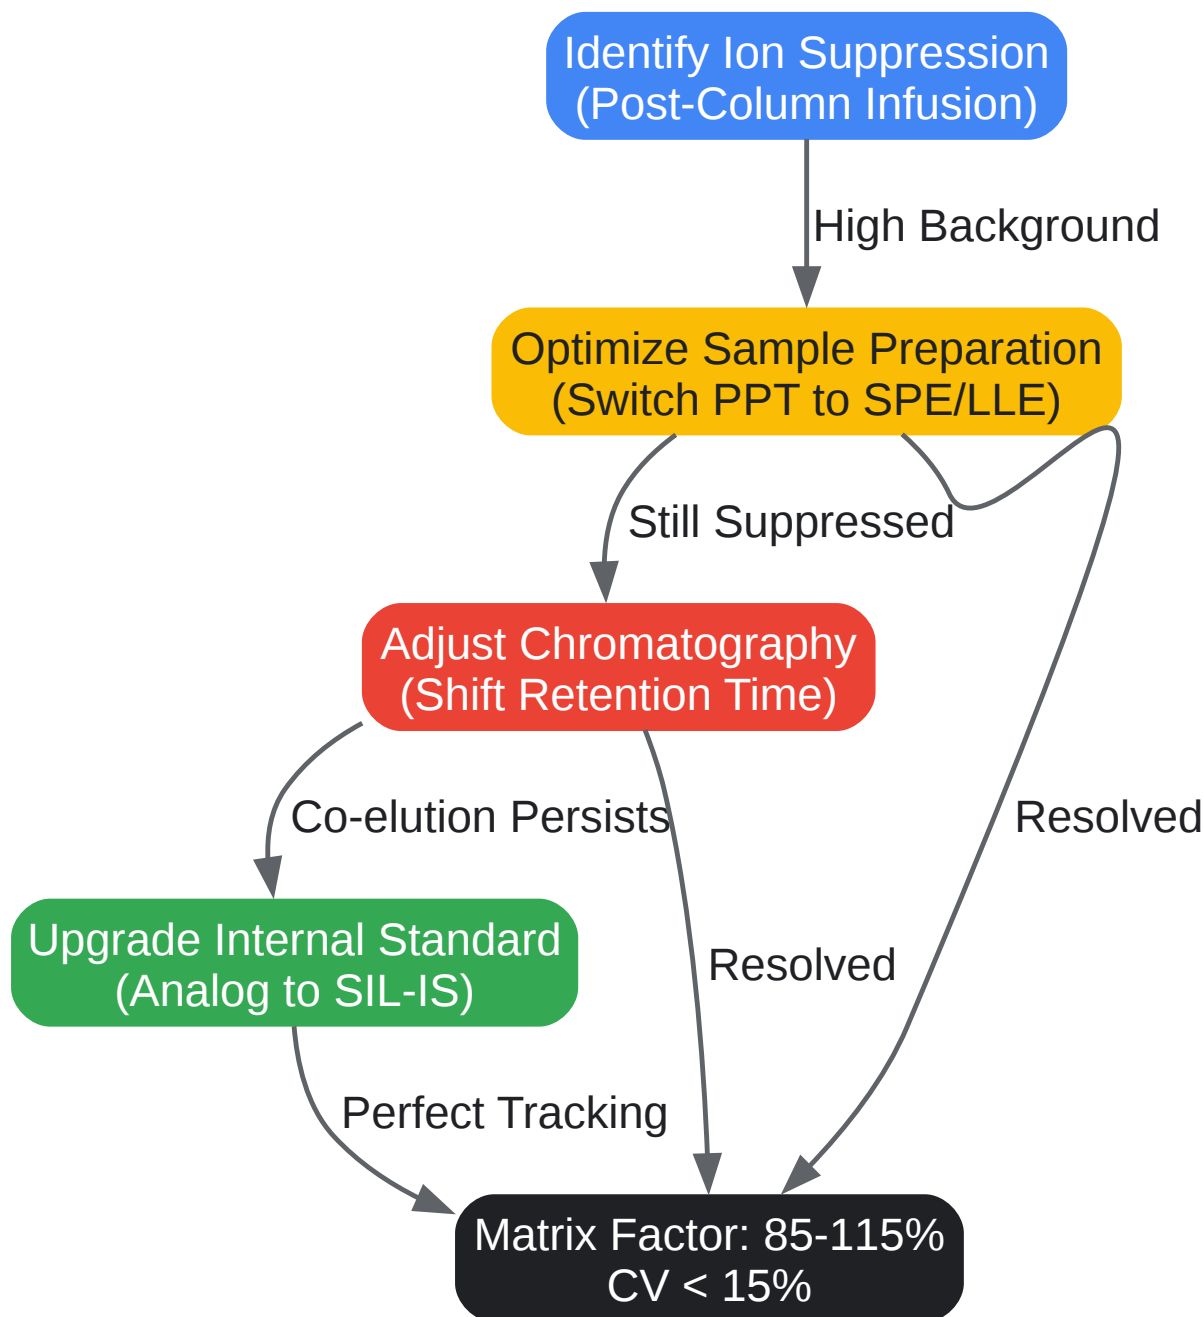 Identify Ion Suppression
(Post-Column Infusion)
High Background
Optimize Sample Preparation
(Switch PPT to SPE/LLE)
Still Suppressed
Adjust Chromatography
(Shift Retention Time)
Co-elution Persists
Resolved
Upgrade Internal Standard
(Analog to SIL-IS)
Resolved
Perfect Tracking
Matrix Factor: 85-115%
CV < 15%